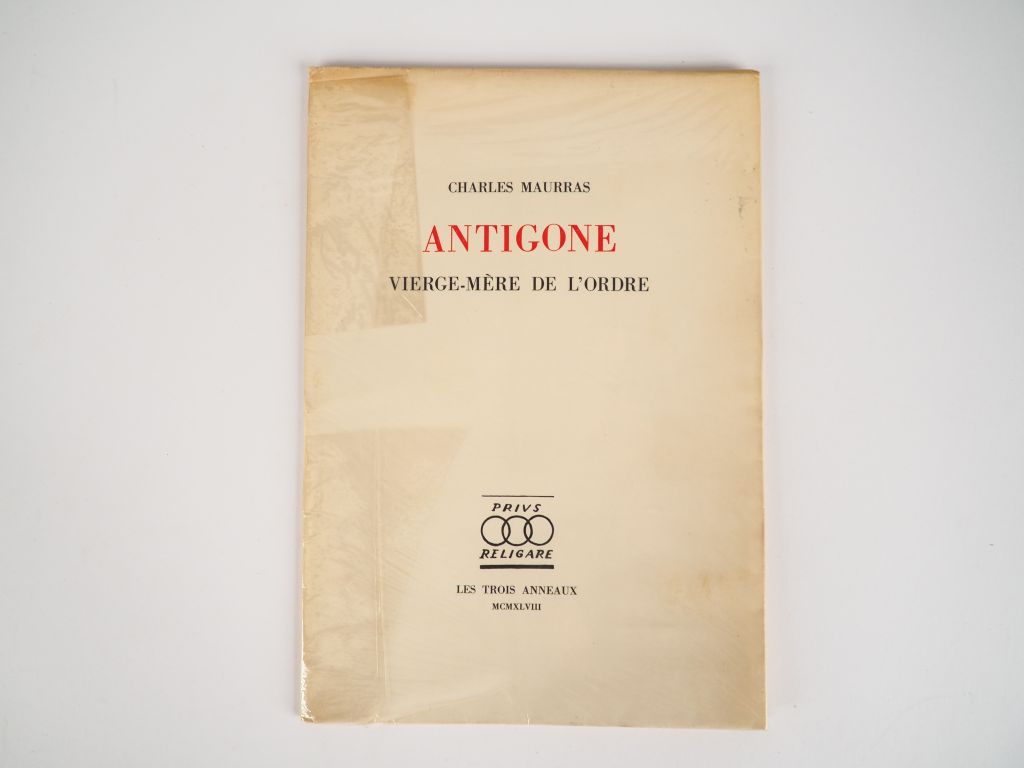 CHARLES MAURRAS
ANTIGONE
VIERGE-MÈRE DE L'ORDRE
PRIVS
RELIGARE
LES TROIS ANNEAUX
MCMXLVIII